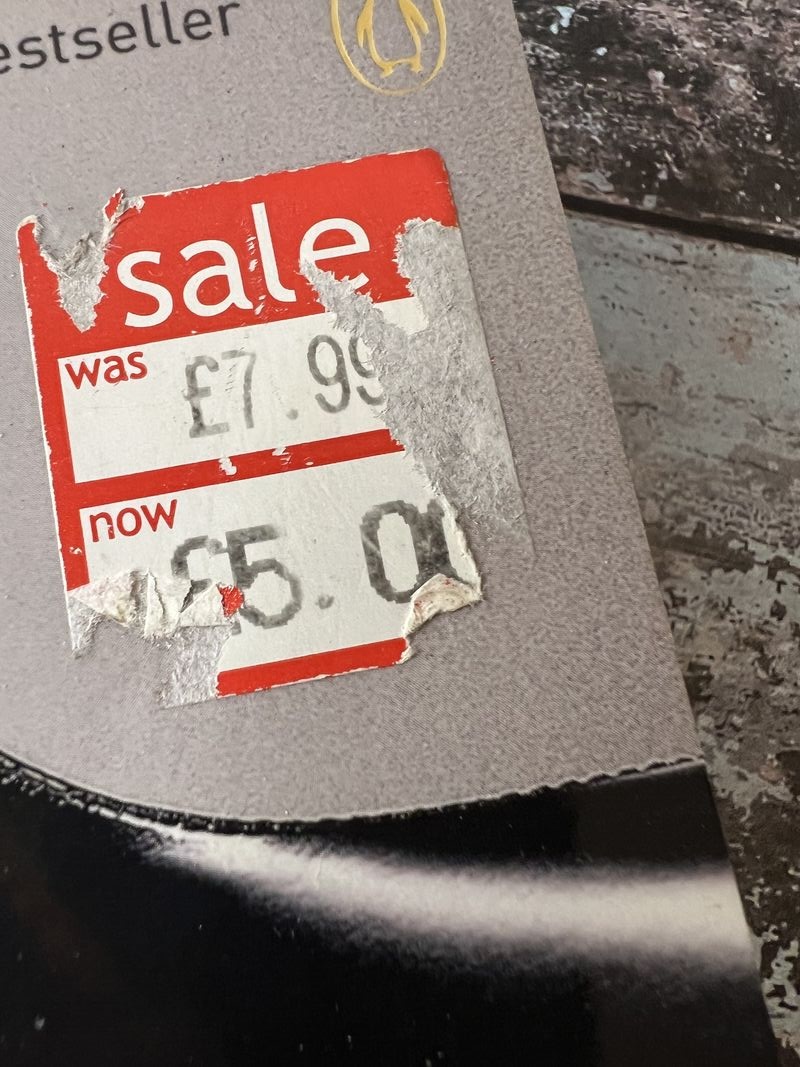 estseller
sale
was £7.99
now £5.00